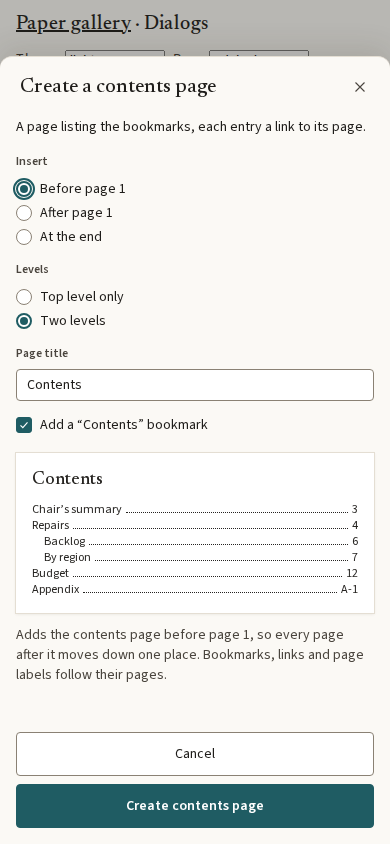 Paper gallery · Dialogs
Create a contents page
A page listing the bookmarks, each entry a link to its page.
Insert
Before page 1
After page 1
At the end
Levels
Top level only
Two levels
Page title
Contents
Add a “Contents” bookmark
Contents
Chair’s summary 3
Repairs 4
Backlog 6
By region 7
Budget 12
Appendix A-1
Adds the contents page before page 1, so every page
after it moves down one place. Bookmarks, links and page
labels follow their pages.
Cancel
Create contents page